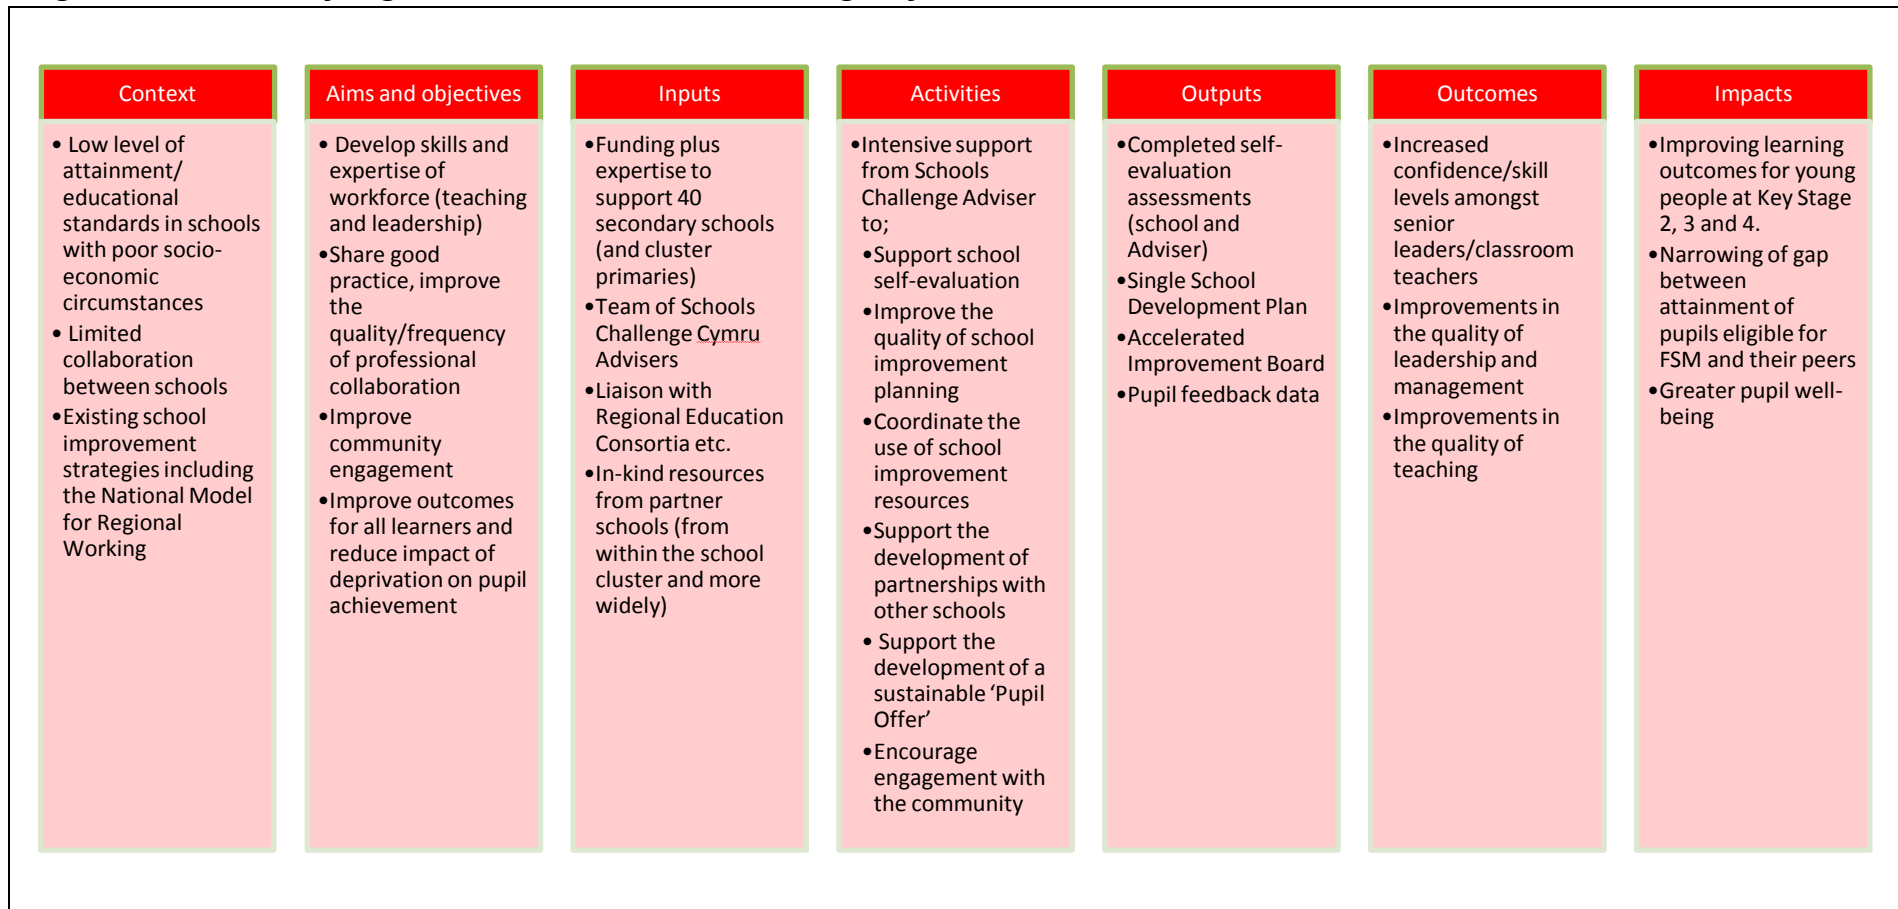 Context
• Low level of
attainment/
educational
standards in schools
with poor socio-
economic
circumstances
• Limited
collaboration
between schools
•Existing school
improvement
strategies including
the National Model
for Regional
Working
Aims and objectives
• Develop skills and
expertise of
workforce (teaching
and leadership)
•Share good
practice, improve
the
quality/frequency
of professional
collaboration
•Improve
community
engagement
•Improve outcomes
for all learners and
reduce impact of
deprivation on pupil
achievement
Inputs
•Funding plus
expertise to
support 40
secondary schools
(and cluster
primaries)
•Team of Schools
Challenge Cymru
Advisers
•Liaison with
Regional Education
Consortia etc.
•In-kind resources
from partner
schools (from
within the school
cluster and more
widely)
Activities
•Intensive support
from Schools
Challenge Adviser
to;
•Support school
self-evaluation
•Improve the
quality of school
improvement
planning
•Coordinate the
use of school
improvement
resources
•Support the
development of
partnerships with
other schools
• Support the
development of a
sustainable ‘Pupil
Offer’
•Encourage
engagement with
the community
Outputs
•Completed self-
evaluation
assessments
(school and
Adviser)
•Single School
Development Plan
•Accelerated
Improvement Board
•Pupil feedback data
Outcomes
•Increased
confidence/skill
levels amongst
senior
leaders/classroom
teachers
•Improvements in
the quality of
leadership and
management
•Improvements in
the quality of
teaching
Impacts
•Improving learning
outcomes for young
people at Key Stage
2, 3 and 4.
•Narrowing of gap
between
attainment of
pupils eligible for
FSM and their peers
•Greater pupil well-
being